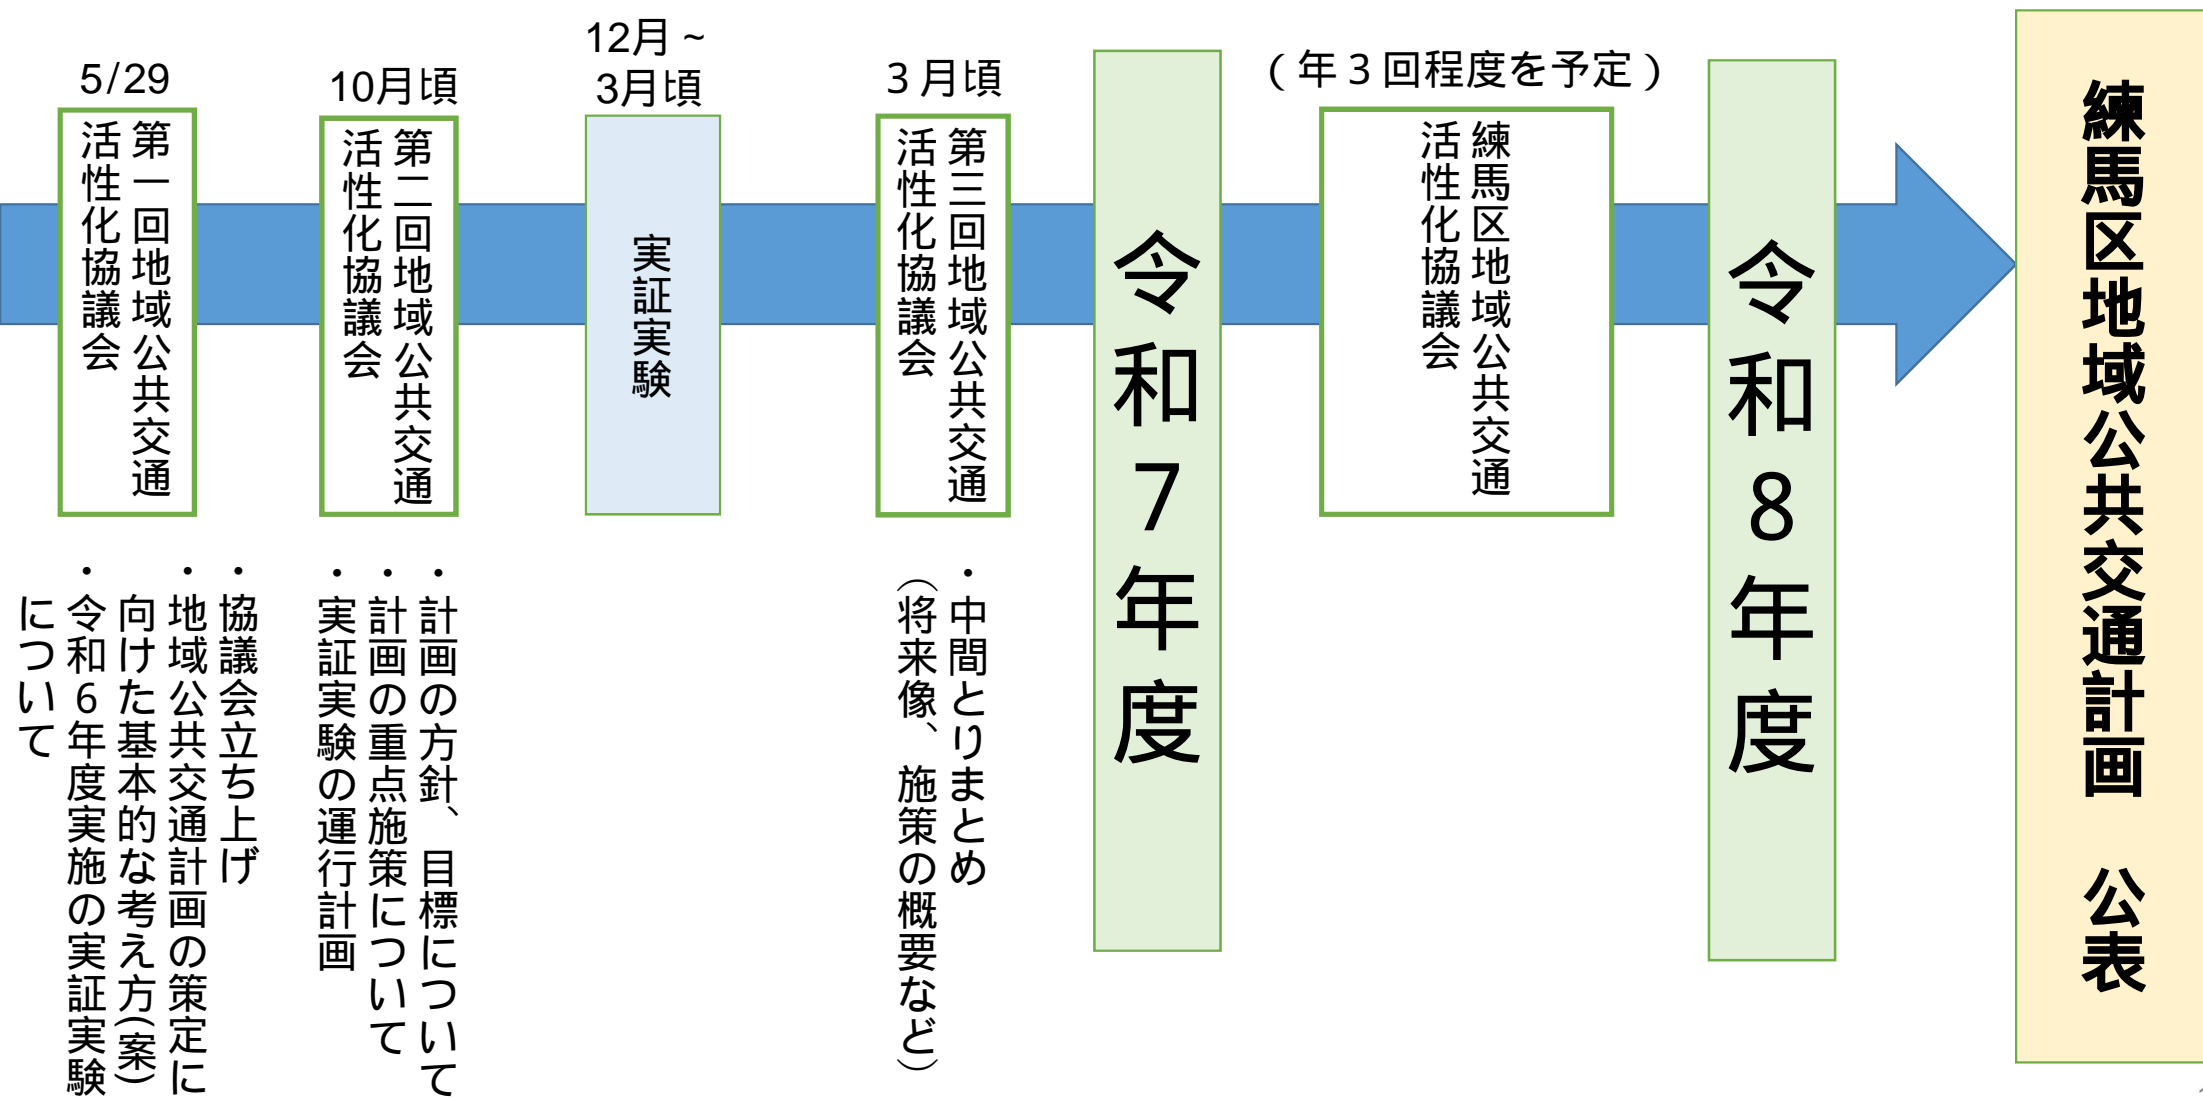 5/29
第一回地域公共交通
活性化協議会
・協議会立ち上げ
・地域公共交通計画の策定に
向けた基本的な考え方(案)
・令和６年度実施の実証実験
について
10月頃
第二回地域公共交通
活性化協議会
・計画の方針、目標について
・計画の重点施策について
・実証実験の運行計画
12月~
3月頃
実証実験
３月頃
第三回地域公共交通
活性化協議会
・中間とりまとめ
(将来像、施策の概要など)
令和７年度
(年３回程度を予定)
練馬区地域公共交通
活性化協議会
令和８年度
練馬区地域公共交通計画　公表